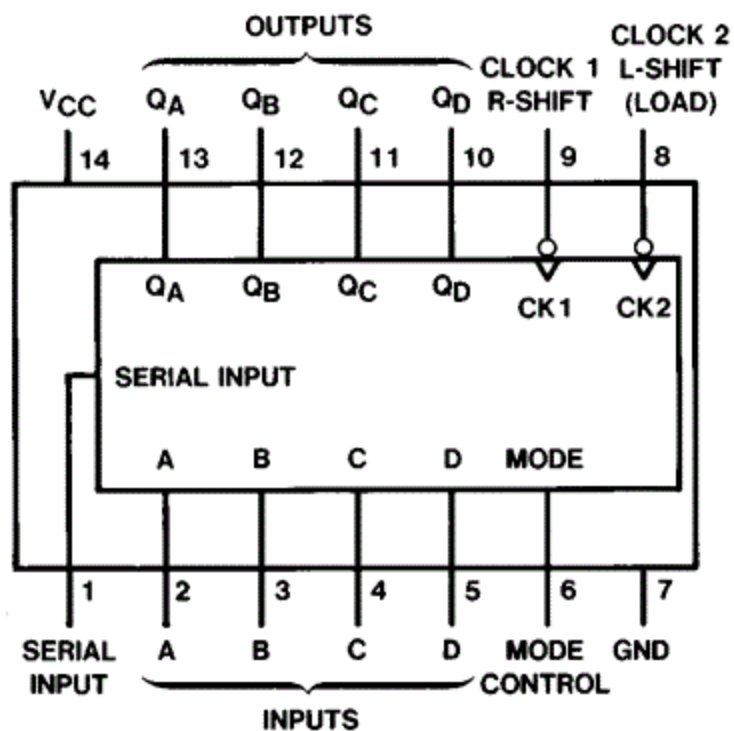 OUTPUTS
CLOCK 2
CLOCK 1 L-SHIFT
VCC QA QB QC QD R-SHIFT (LOAD)
14 13 12 11 10 9 8
QA QB QC QD CK1 CK2
SERIAL INPUT
A B C D MODE
1 2 3 4 5 6 7
SERIAL A B C D MODE GND
INPUT CONTROL
INPUTS